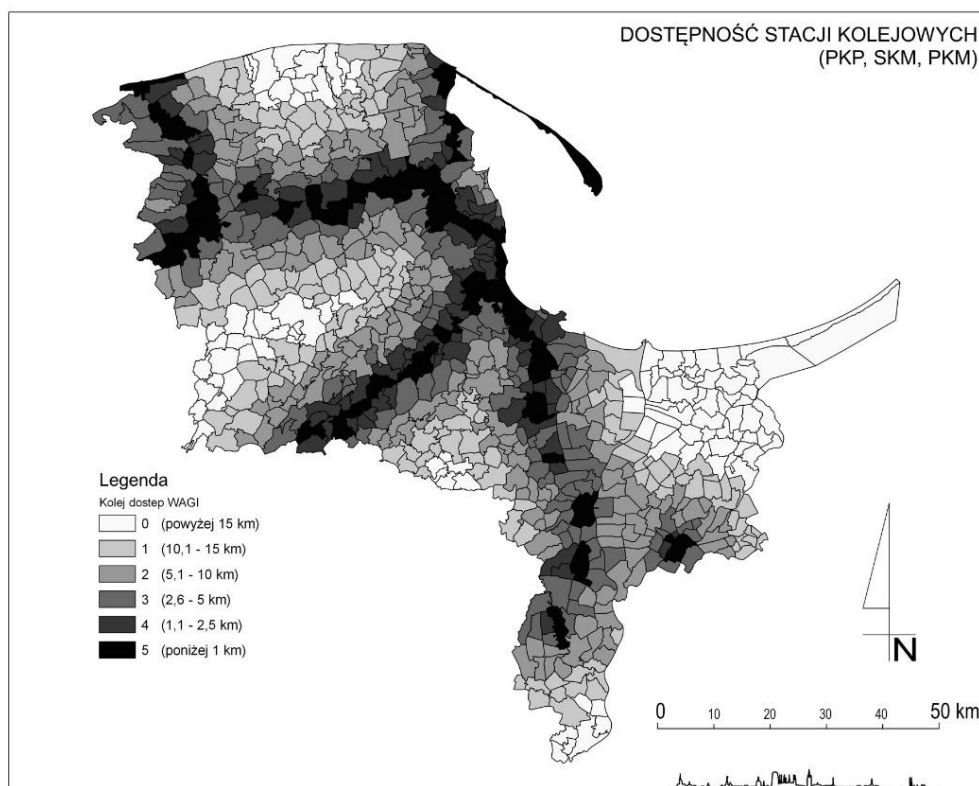 DOSTĘPNOŚĆ STACJI KOLEJOWYCH
(PKP, SKM, PKM)
Legenda
Kolej dostep WAGI
0 (powyżej 15 km)
1 (10,1 - 15 km)
2 (5,1 - 10 km)
3 (2,6 - 5 km)
4 (1,1 - 2,5 km)
5 (poniżej 1 km)
N
0 10 20 30 40 50 km